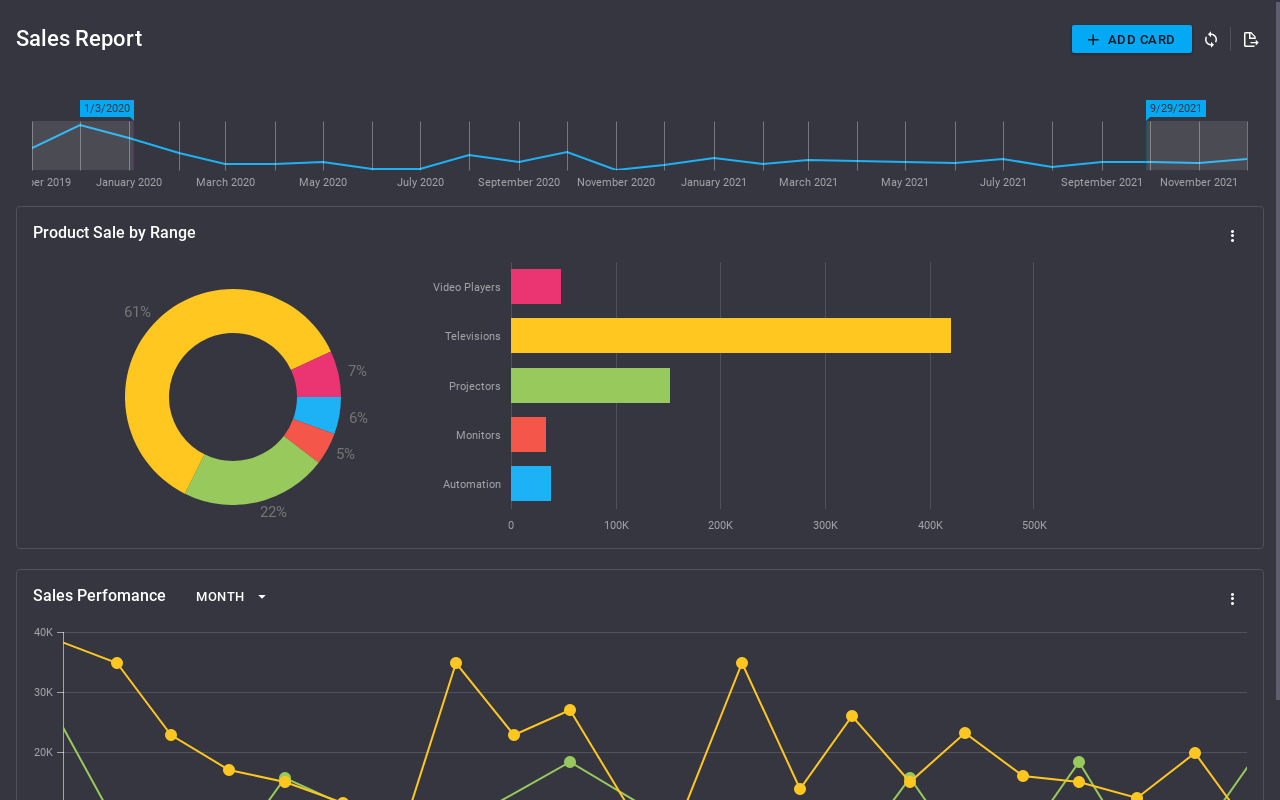 Sales Report
ADD CARD
1/3/2020
9/29/2021
er 2019 January 2020 March 2020 May 2020 July 2020 September 2020 November 2020 January 2021 March 2021 May 2021 July 2021 September 2021 November 2021
Product Sale by Range
61%
7%
6%
5%
22%
Video Players
Televisions
Projectors
Monitors
Automation
0 100K 200K 300K 400K 500K
Sales Perfomance MONTH
40K
30K
20K